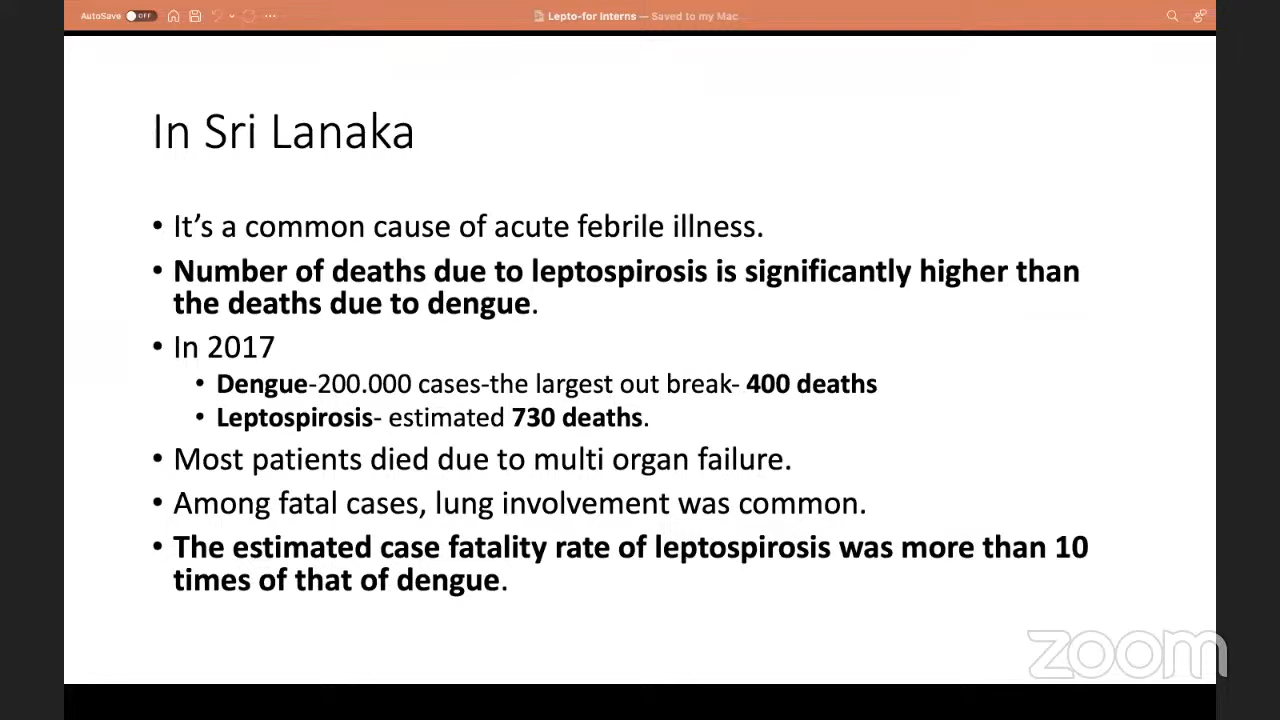 AutoSave OFF
Lepto-for Interns — Saved to my Mac
In Sri Lanaka
• It's a common cause of acute febrile illness.
• Number of deaths due to leptospirosis is significantly higher than
the deaths due to dengue.
• In 2017
• Dengue-200.000 cases-the largest out break- 400 deaths
• Leptospirosis- estimated 730 deaths.
• Most patients died due to multi organ failure.
• Among fatal cases, lung involvement was common.
• The estimated case fatality rate of leptospirosis was more than 10
times of that of dengue.
zoom